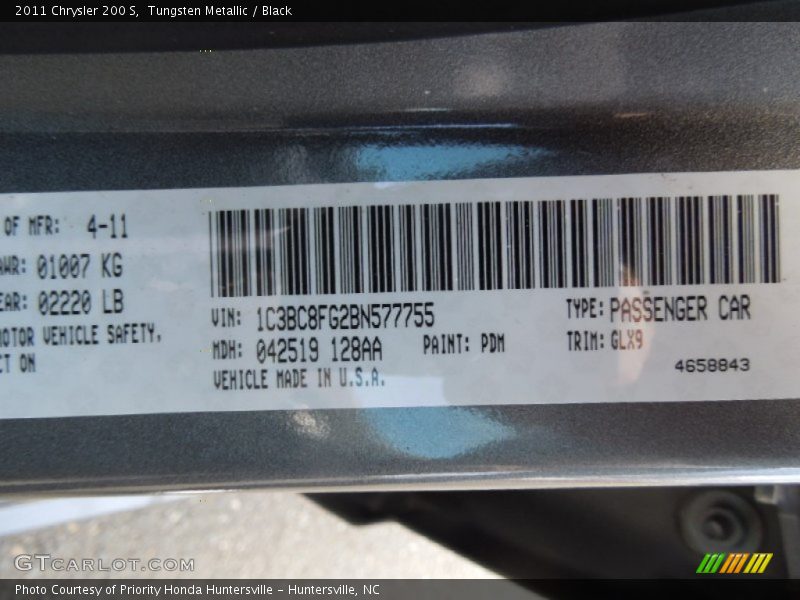 2011 Chrysler 200 S, Tungsten Metallic / Black
OF MFR: 4-11
AWR: 01007 KG
EAR: 02220 LB
MOTOR VEHICLE SAFETY,
CT ON
VIN: 1C3BC8FG2BN577755
TYPE: PASSENGER CAR
MDH: 042519 128AA
PAINT: PDM
TRIM: GLX9
VEHICLE MADE IN U.S.A.
4658843
GTCARLOT.COM
Photo Courtesy of Priority Honda Huntersville – Huntersville, NC